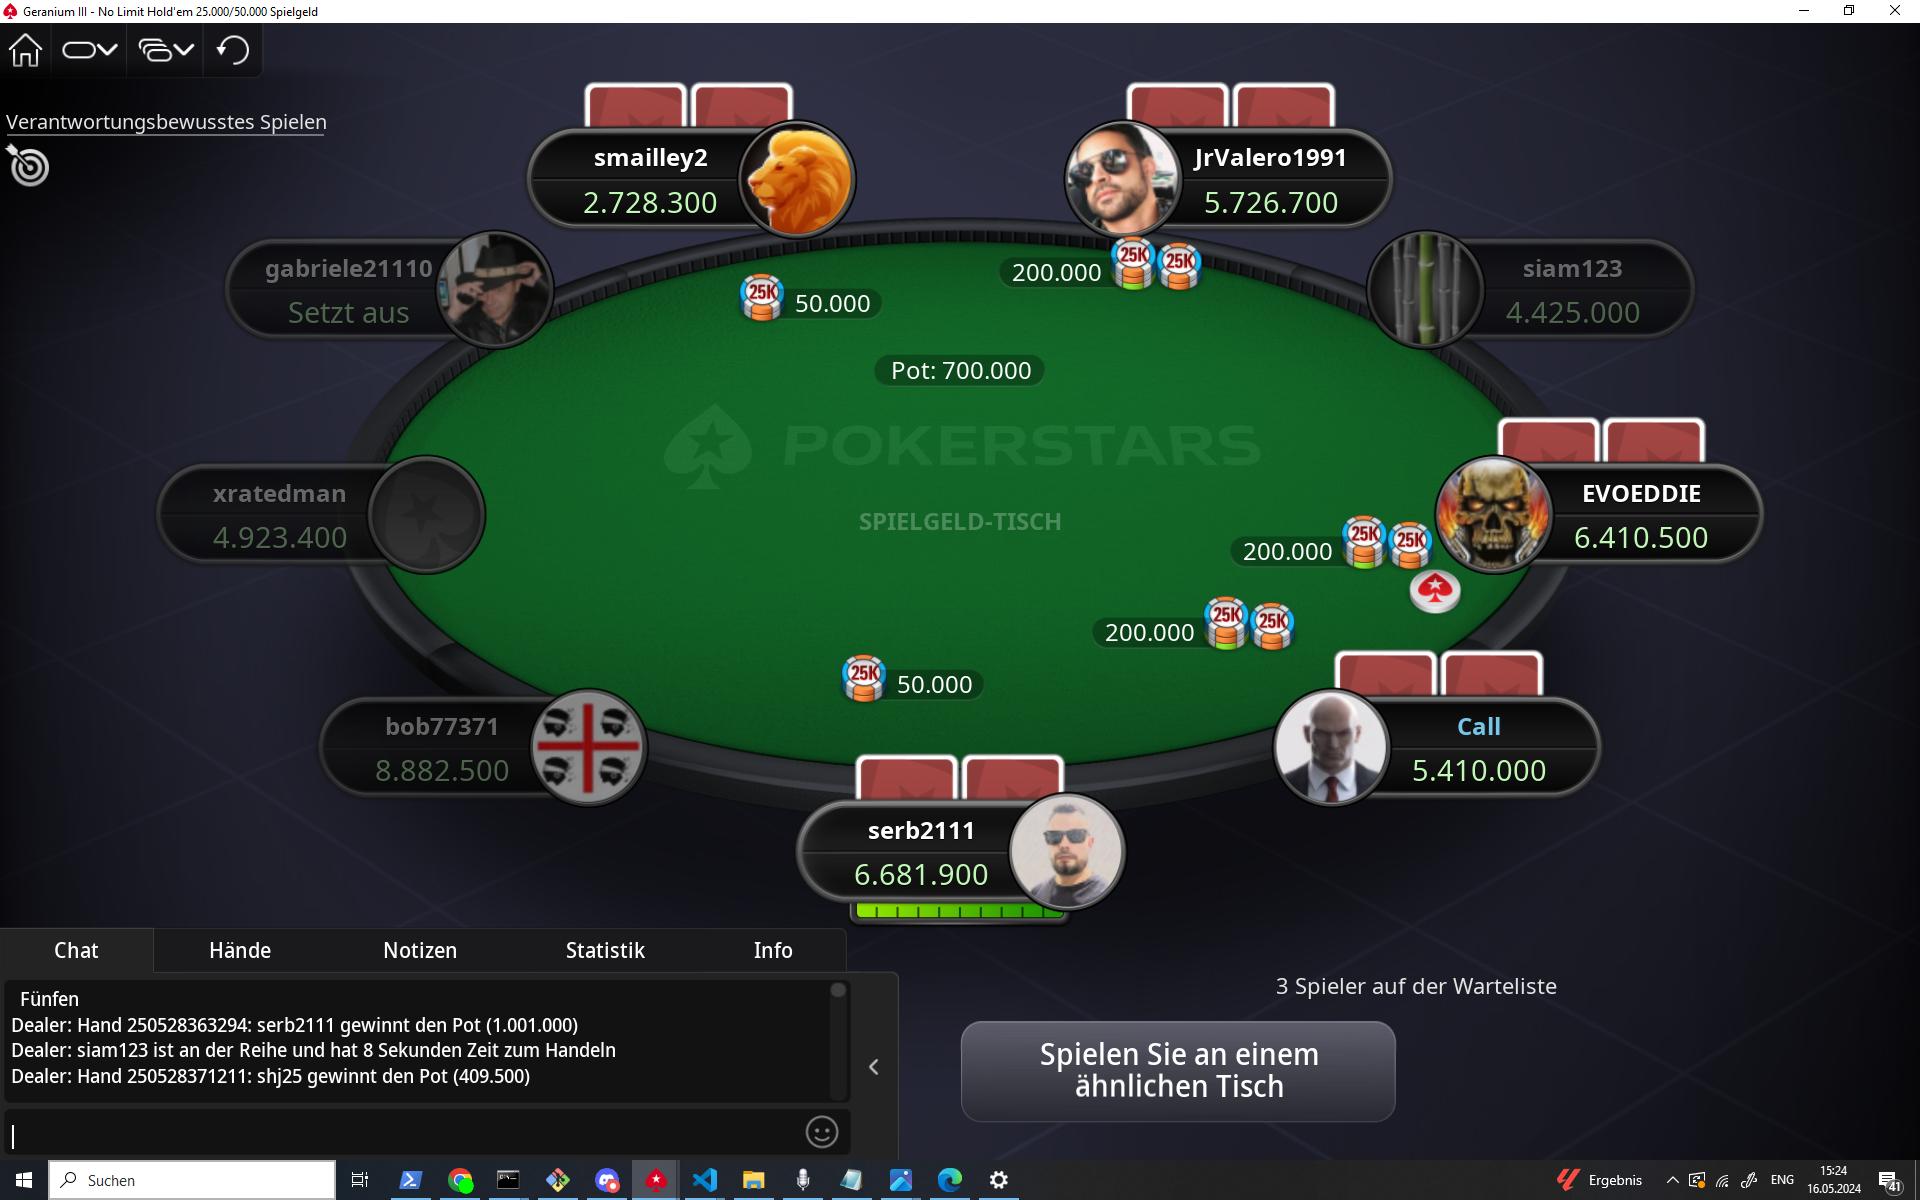 Geranium III - No Limit Hold'em 25.000/50.000 Spielgeld
Verantwortungsbewusstes Spielen
smailley2
2.728.300
JrValero1991
5.726.700
gabriele21110
Setzt aus
siam123
4.425.000
25K
50.000
200.000
25K
25K
Pot: 700.000
POKERSTARS
SPIELGELD-TISCH
xratedman
4.923.400
EVOEDDIE
6.410.500
200.000
25K
25K
200.000
25K
25K
25K
50.000
bob77371
8.882.500
Call
5.410.000
serb2111
6.681.900
Chat
Hände
Notizen
Statistik
Info
Fünfen
Dealer: Hand 250528363294: serb2111 gewinnt den Pot (1.001.000)
Dealer: siam123 ist an der Reihe und hat 8 Sekunden Zeit zum Handeln
Dealer: Hand 250528371211: shj25 gewinnt den Pot (409.500)
3 Spieler auf der Warteliste
Spielen Sie an einem
ähnlichen Tisch
Suchen
Ergebnis
ENG
15:24
16.05.2024
41